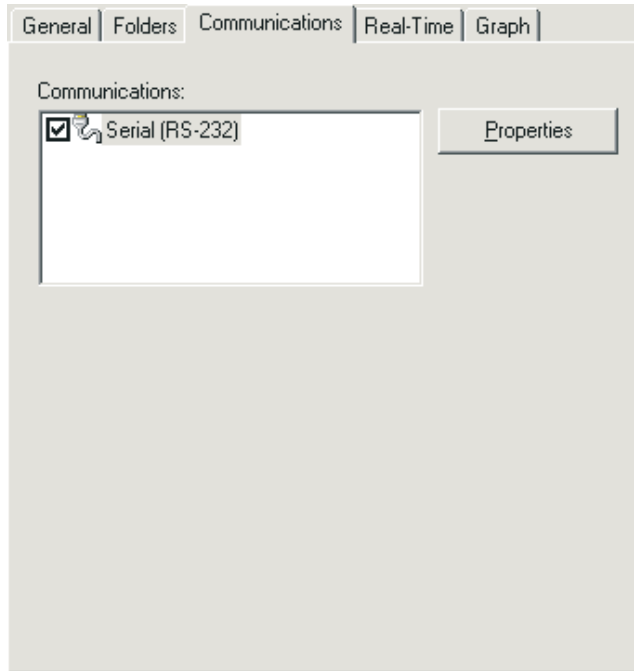 General Folders Communications Real-Time Graph
Communications:
Serial (RS-232) Properties